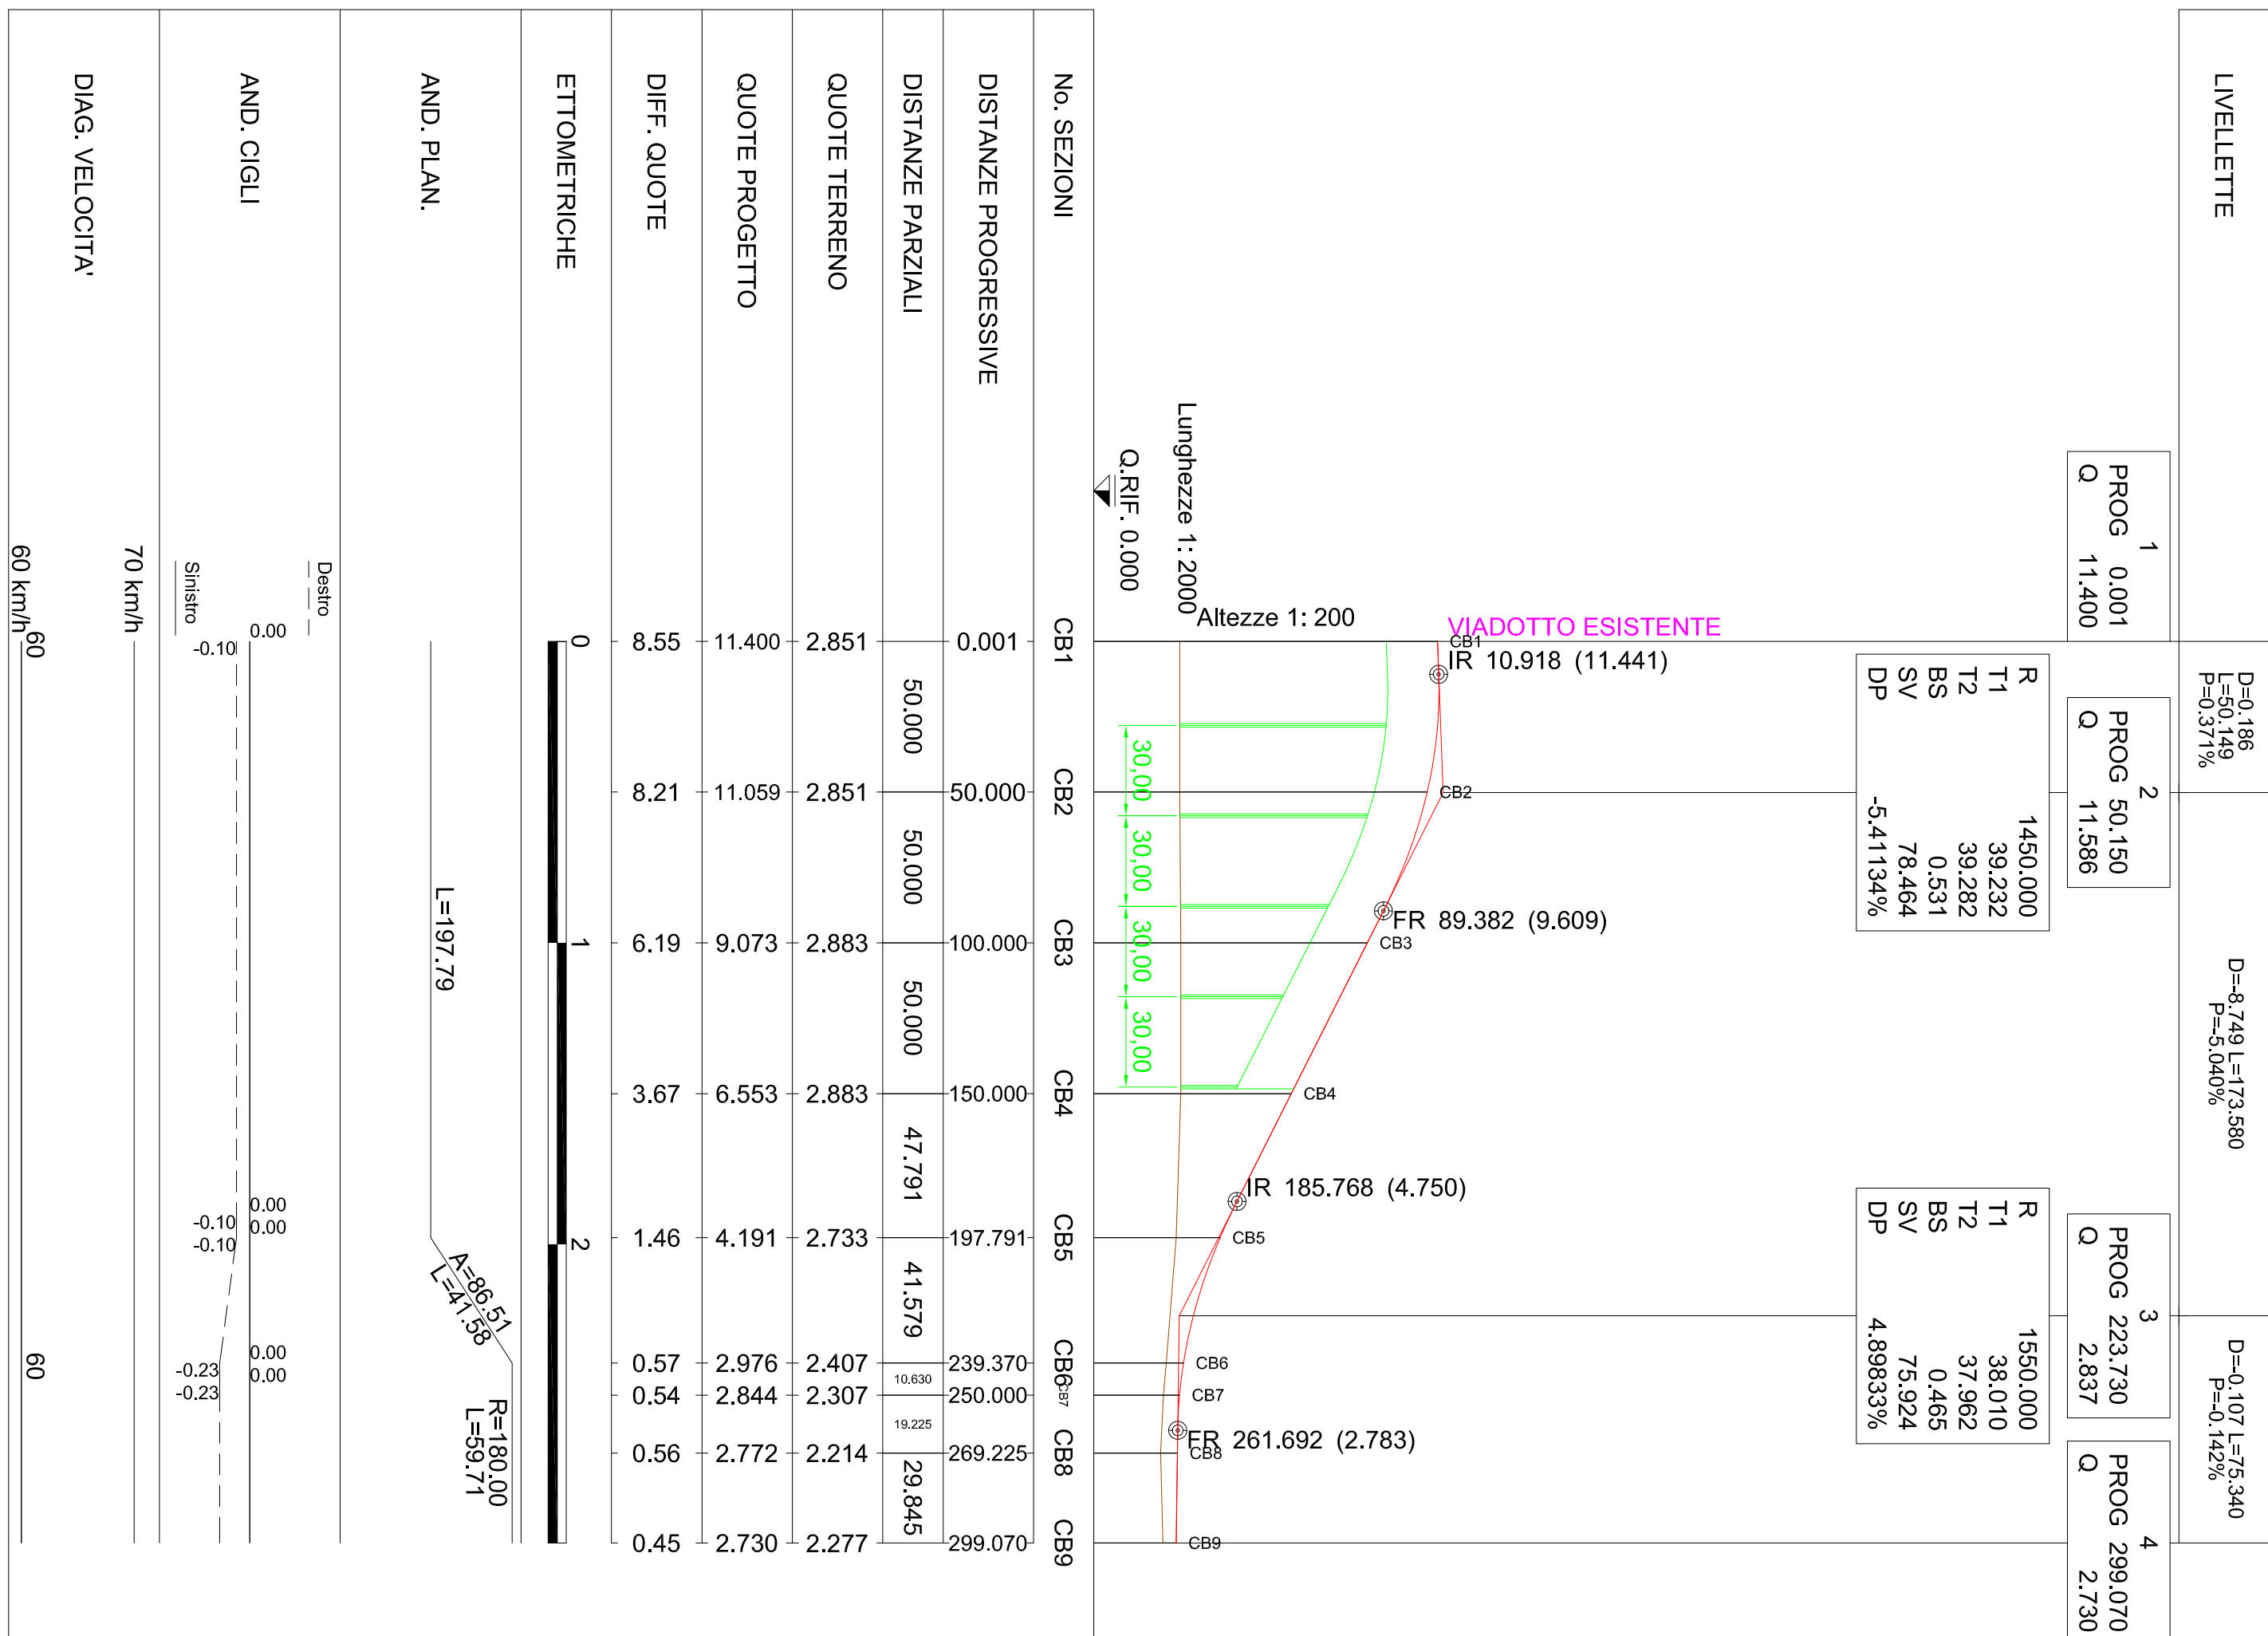 LIVELLETTE
D=0.186
L=50.149
P=0.371%
D=-8.749 L=173.580
P=-5.040%
D=-0.107 L=75.340
P=-0.142%
1
PROG 0.001
Q 11.400
2
PROG 50.150
Q 11.586
3
PROG 223.730
Q 2.837
4
PROG 299.070
Q 2.730
R 1450.000
T1 39.232
T2 39.282
BS 0.531
SV 78.464
DP -5.41134%
R 1550.000
T1 38.010
T2 37.962
BS 0.465
SV 75.924
DP 4.89833%
VIADOTTO ESISTENTE
CB1
IR 10.918 (11.441)
CB2
FR 89.382 (9.609)
CB3
CB4
IR 185.768 (4.750)
CB5
CB6
CB7
FR 261.692 (2.783)
CB8
CB9
Altezze 1: 200
Lunghezze 1: 2000
Q.RIF. 0.000
30,00 30,00 30,00 30,00
No. SEZIONI CB1 CB2 CB3 CB4 CB5 CB6 CB7 CB8 CB9
DISTANZE PROGRESSIVE 0.001 50.000 100.000 150.000 197.791 239.370 250.000 269.225 299.070
DISTANZE PARZIALI 50.000 50.000 50.000 47.791 41.579 10.630 19.225 29.845
QUOTE TERRENO 2.851 2.851 2.883 2.883 2.733 2.407 2.307 2.214 2.277
QUOTE PROGETTO 11.400 11.059 9.073 6.553 4.191 2.976 2.844 2.772 2.730
DIFF. QUOTE 8.55 8.21 6.19 3.67 1.46 0.57 0.54 0.56 0.45
ETTOMETRICHE 0 1 2
AND. PLAN. L=197.79
A=86.51
L=41.58
R=180.00
L=59.71
AND. CIGLI
Destro
Sinistro
0.00 0.00 0.00 0.00 0.00
-0.10 -0.10 -0.10 -0.23 -0.23
DIAG. VELOCITA'
70 km/h
60 km/h
60 60